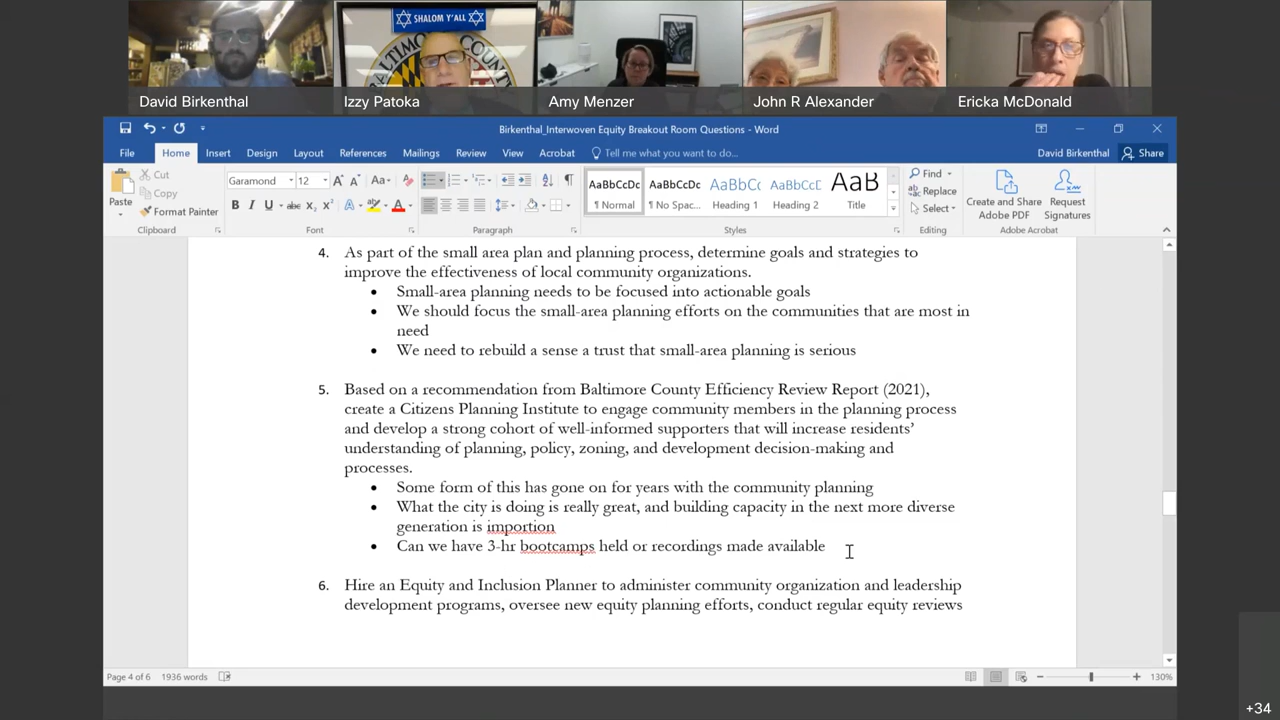 SHALOM Y'ALL
BALTIMORE COUNTY
David Birkenthal
Izzy Patoka
Amy Menzer
John R Alexander
Ericka McDonald
Birkenthal_Interwoven Equity Breakout Room Questions - Word
File Home Insert Design Layout References Mailings Review View Acrobat Tell me what you want to do... David Birkenthal Share
Paste
Cut
Copy
Format Painter
Clipboard
Garamond 12
Font
Paragraph
AaBbCcDc AaBbCcDc AaBbC AaBbCcD AaB
¶ Normal ¶ No Spac... Heading 1 Heading 2 Title
Styles
Find
Replace
Select
Editing
Create and Share Adobe PDF
Request Signatures
Adobe Acrobat
4. As part of the small area plan and planning process, determine goals and strategies to
improve the effectiveness of local community organizations.
• Small-area planning needs to be focused into actionable goals
• We should focus the small-area planning efforts on the communities that are most in
need
• We need to rebuild a sense a trust that small-area planning is serious
5. Based on a recommendation from Baltimore County Efficiency Review Report (2021),
create a Citizens Planning Institute to engage community members in the planning process
and develop a strong cohort of well-informed supporters that will increase residents’
understanding of planning, policy, zoning, and development decision-making and
processes.
• Some form of this has gone on for years with the community planning
• What the city is doing is really great, and building capacity in the next more diverse
generation is importion
• Can we have 3-hr bootcamps held or recordings made available
6. Hire an Equity and Inclusion Planner to administer community organization and leadership
development programs, oversee new equity planning efforts, conduct regular equity reviews
Page 4 of 6 1936 words 130%
+34